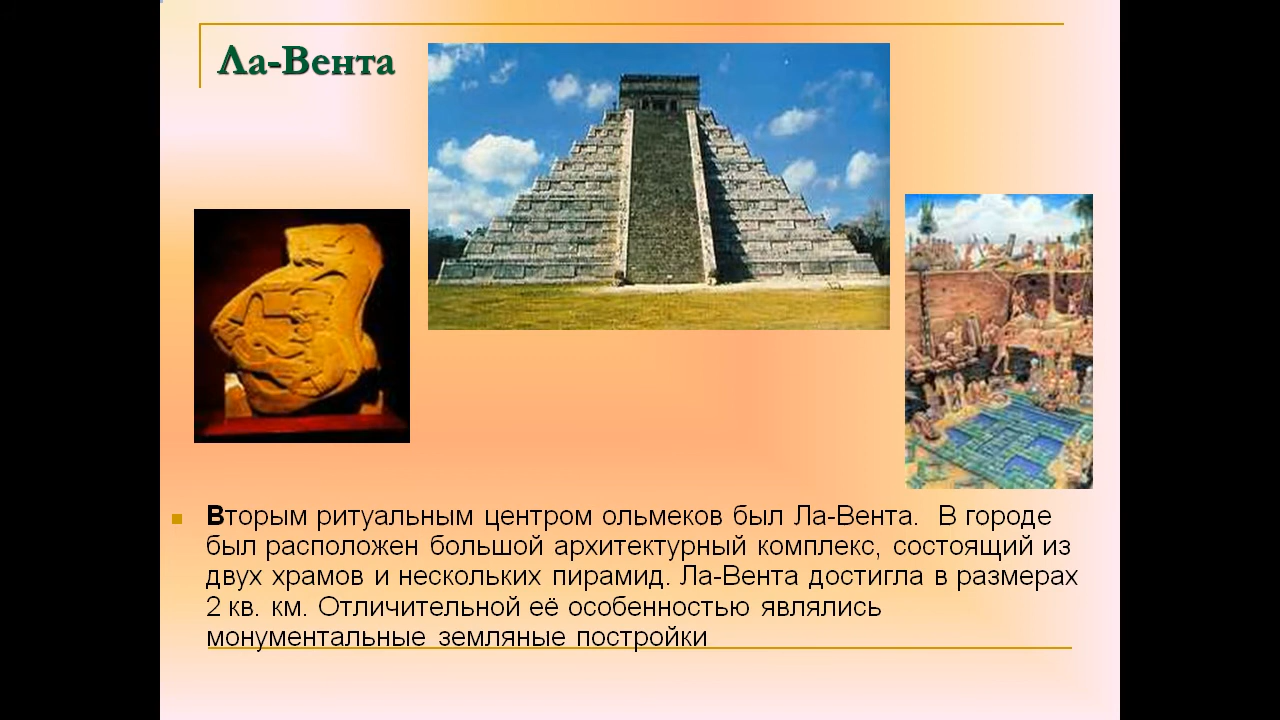 Ла-Вента
Вторым ритуальным центром ольмеков был Ла-Вента.  В городе
был расположен большой архитектурный комплекс, состоящий из
двух храмов и нескольких пирамид. Ла-Вента достигла в размерах
2 кв. км. Отличительной её особенностью являлись
монументальные земляные постройки